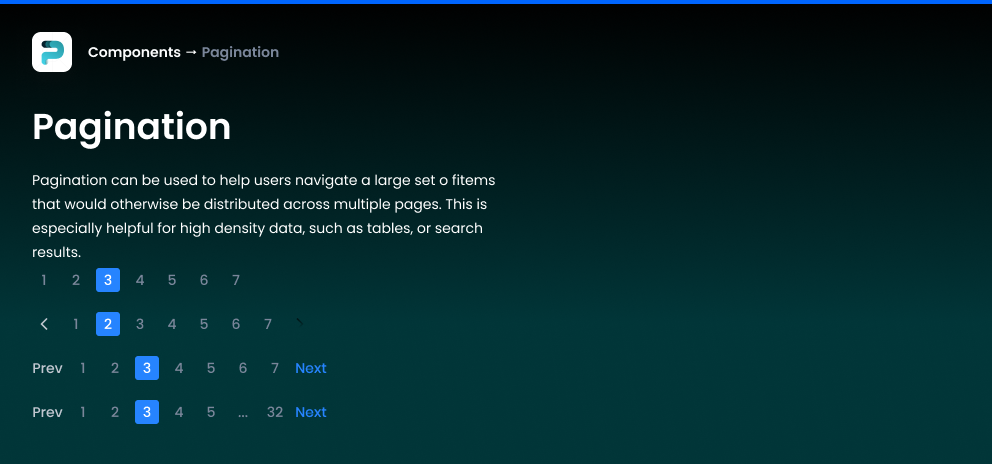 Components → Pagination
Pagination
Pagination can be used to help users navigate a large set o fitems
that would otherwise be distributed across multiple pages. This is
especially helpful for high density data, such as tables, or search
results.
1 2 3 4 5 6 7
1 2 3 4 5 6 7
Prev 1 2 3 4 5 6 7 Next
Prev 1 2 3 4 5 ... 32 Next